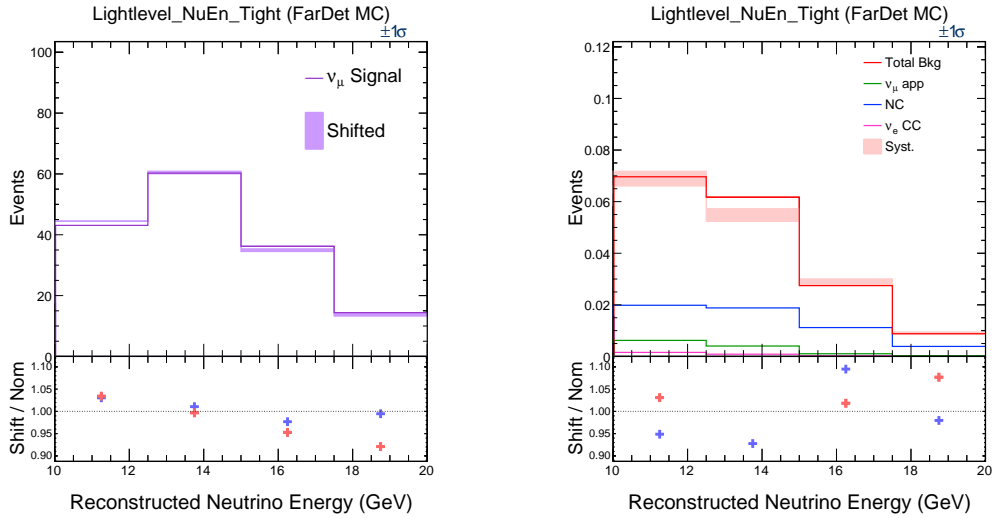 Lightlevel_NuEn_Tight (FarDet MC)
±1σ
νμ Signal
Shifted
Events
100
80
60
40
20
0
Shift / Nom
1.10
1.05
1.00
0.95
0.90
10 12 14 16 18 20
Reconstructed Neutrino Energy (GeV)
Lightlevel_NuEn_Tight (FarDet MC)
±1σ
Total Bkg
νμ app
NC
νe CC
Syst.
Events
0.12
0.1
0.08
0.06
0.04
0.02
0
Shift / Nom
1.10
1.05
1.00
0.95
0.90
10 12 14 16 18 20
Reconstructed Neutrino Energy (GeV)